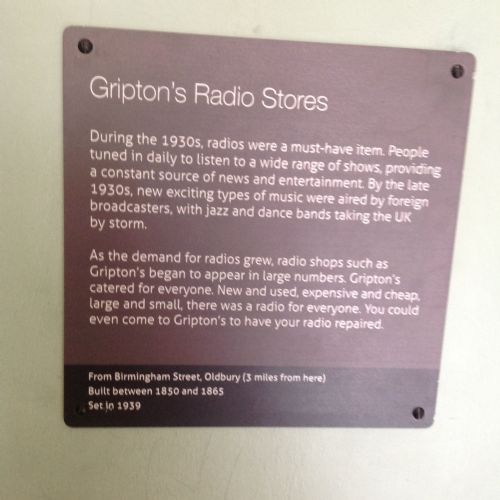 Gripton's Radio Stores
During the 1930s, radios were a must-have item. People
tuned in daily to listen to a wide range of shows, providing
a constant source of news and entertainment. By the late
1930s, new exciting types of music were aired by foreign
broadcasters, with jazz and dance bands taking the UK
by storm.
As the demand for radios grew, radio shops such as
Gripton's began to appear in large numbers. Gripton's
catered for everyone. New and used, expensive and cheap,
large and small, there was a radio for everyone. You could
even come to Gripton's to have your radio repaired.
From Birmingham Street, Oldbury (3 miles from here)
Built between 1850 and 1865
Set in 1939